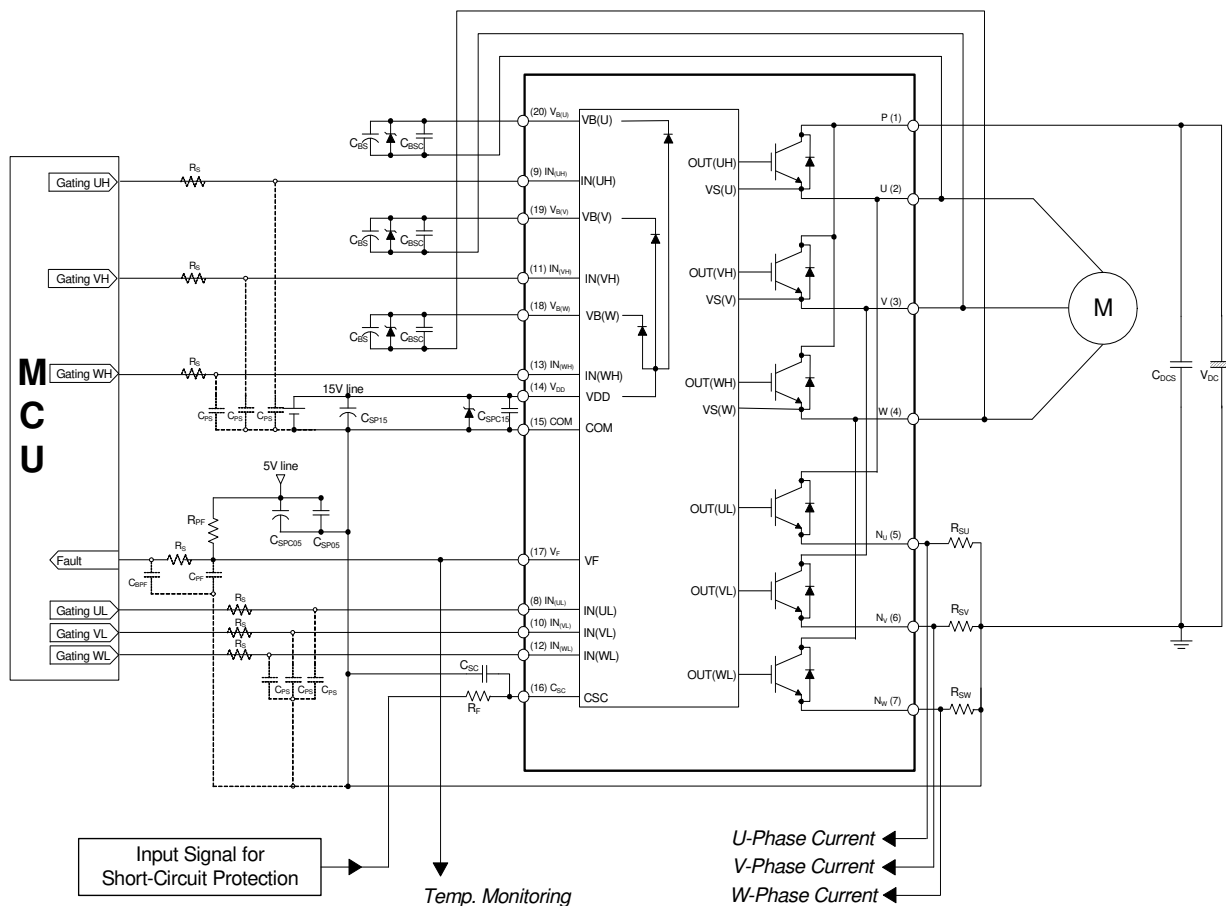 MCU
Gating UH
Gating VH
Gating WH
Fault
Gating UL
Gating VL
Gating WL
RS
RS
RS
RS
RS
RS
RS
RPF
RF
CBS
CBSC
CBS
CBSC
CBS
CBSC
CPS
CPS
CPS
15V line
CSP15
CSPC15
5V line
CSPC05
CSP05
CBPF
CPF
CPS
CPS
CPS
CSC
(20) VB(U)
(9) IN(UH)
(19) VB(V)
(11) IN(VH)
(18) VB(W)
(13) IN(WH)
(14) VDD
(15) COM
(17) VF
(8) IN(UL)
(10) IN(VL)
(12) IN(WL)
(16) CSC
VB(U)
IN(UH)
VB(V)
IN(VH)
VB(W)
IN(WH)
VDD
COM
VF
IN(UL)
IN(VL)
IN(WL)
CSC
OUT(UH)
VS(U)
OUT(VH)
VS(V)
OUT(WH)
VS(W)
OUT(UL)
OUT(VL)
OUT(WL)
P (1)
U (2)
V (3)
W (4)
NU (5)
NV (6)
NW (7)
RSU
RSV
RSW
M
CDCS
VDC
Input Signal for
Short-Circuit Protection
Temp. Monitoring
U-Phase Current
V-Phase Current
W-Phase Current